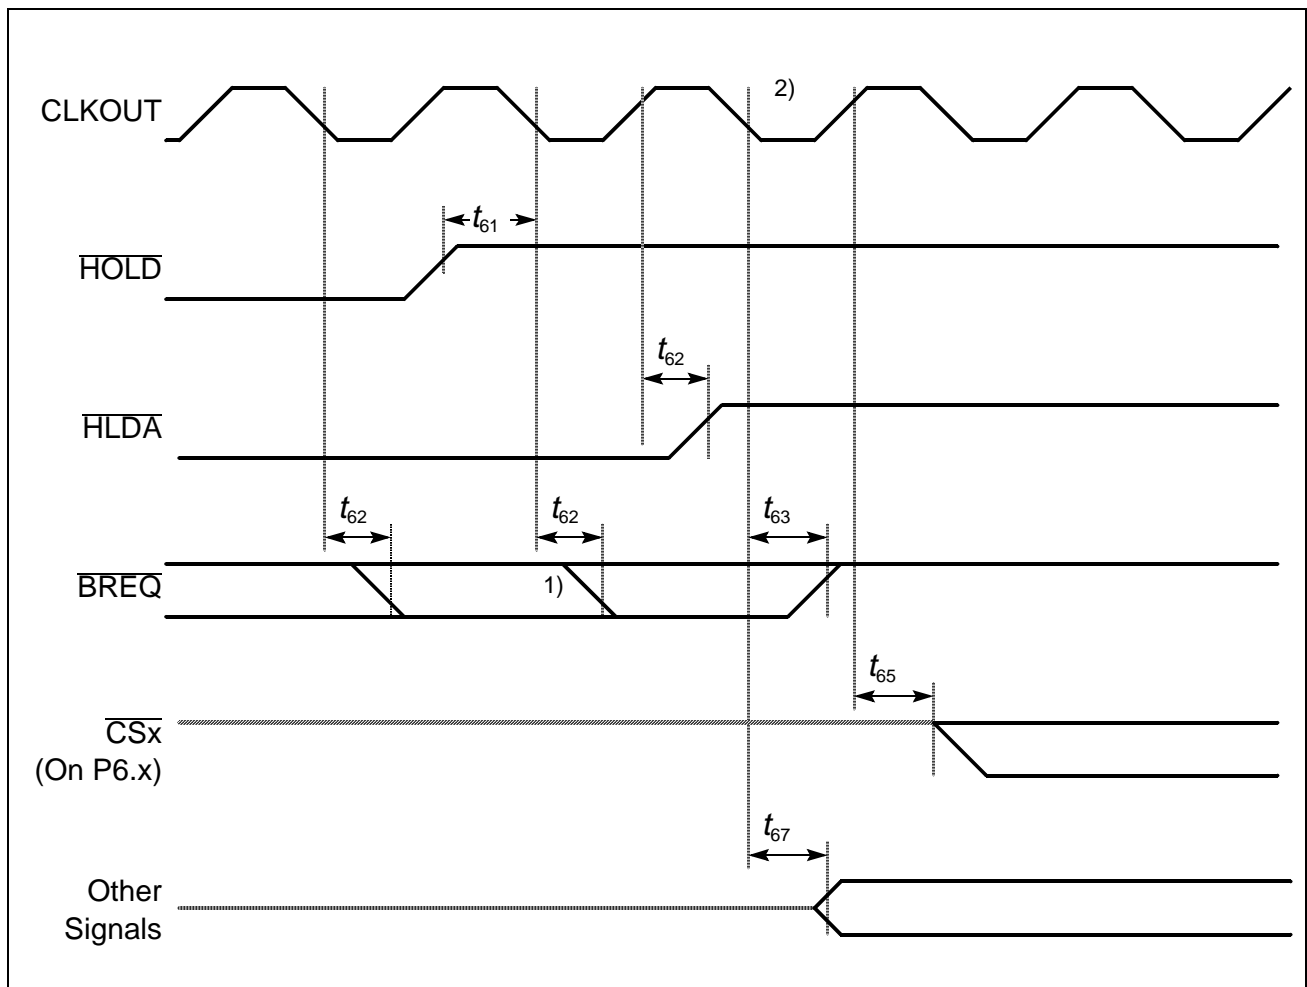 2)
CLKOUT
t61
HOLD
t62
HLDA
t62
t62
t63
BREQ
1)
t65
CSx
(On P6.x)
t67
Other
Signals